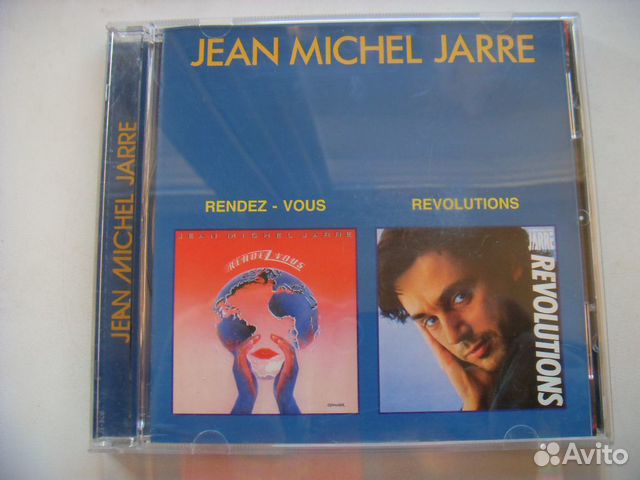 JEAN MICHEL JARRE
JEAN MICHEL JARRE
RENDEZ - VOUS
REVOLUTIONS
JEAN MICHEL JARRE
RENDEZ VOUS
JARRE
REVOLUTIONS
Avito